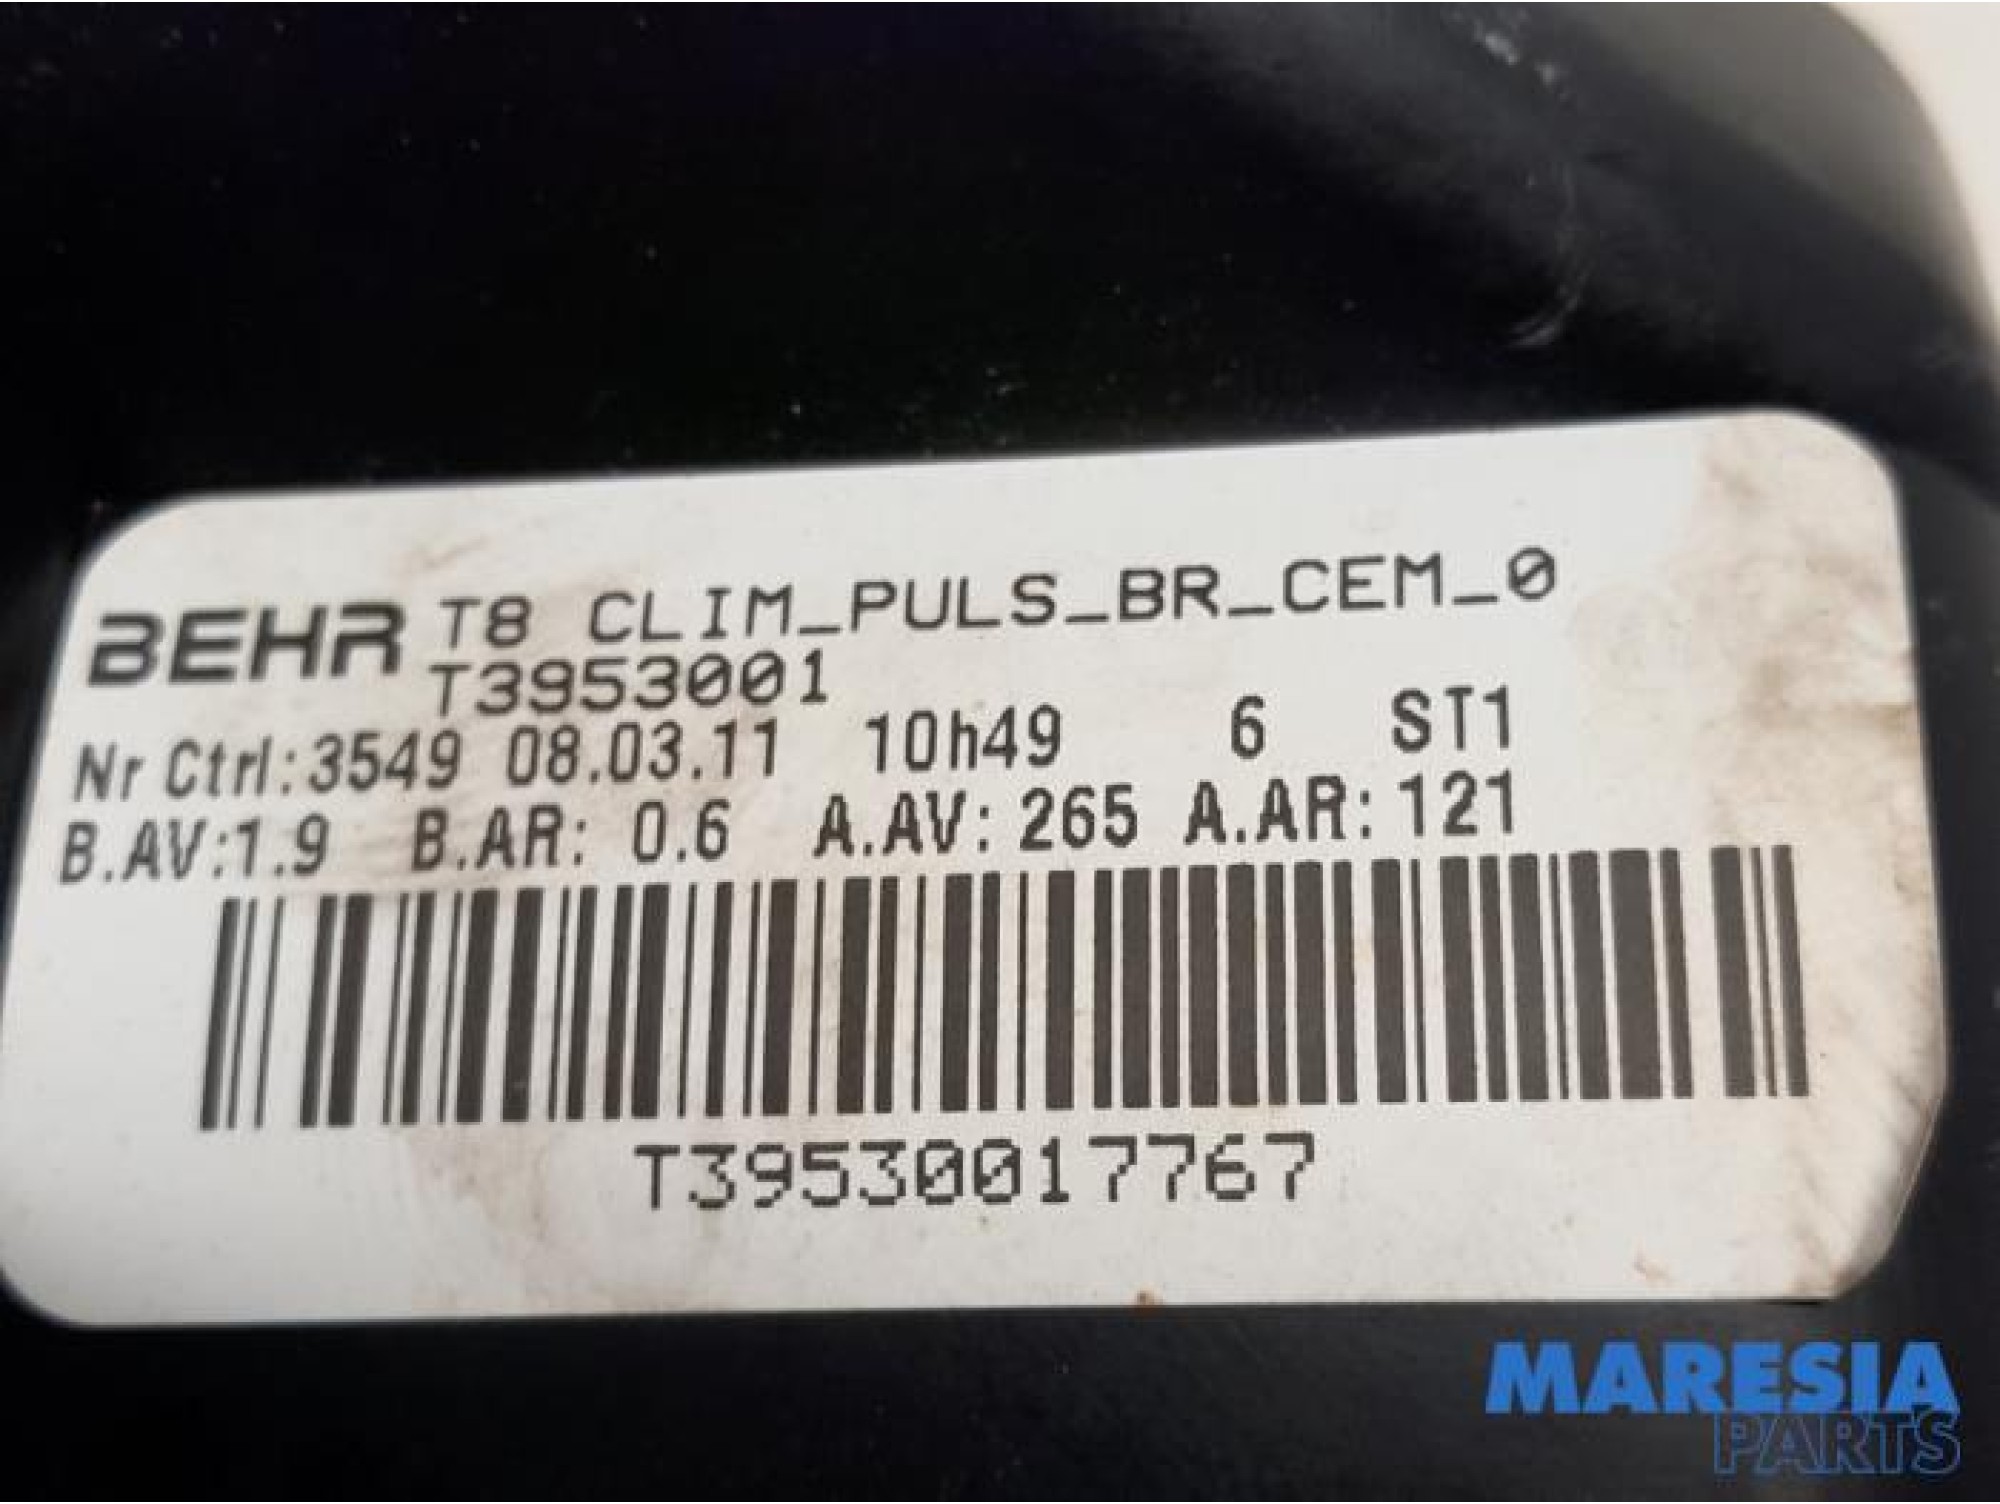 BEHR T8 CLIM_PULS_BR_CEM_0
T3953001
Nr Ctrl:3549 08.03.11 10h49 6 ST1
B.AV:1.9 B.AR: 0.6 A.AV: 265 A.AR: 121
T39530017767
MARESIA
PARTS